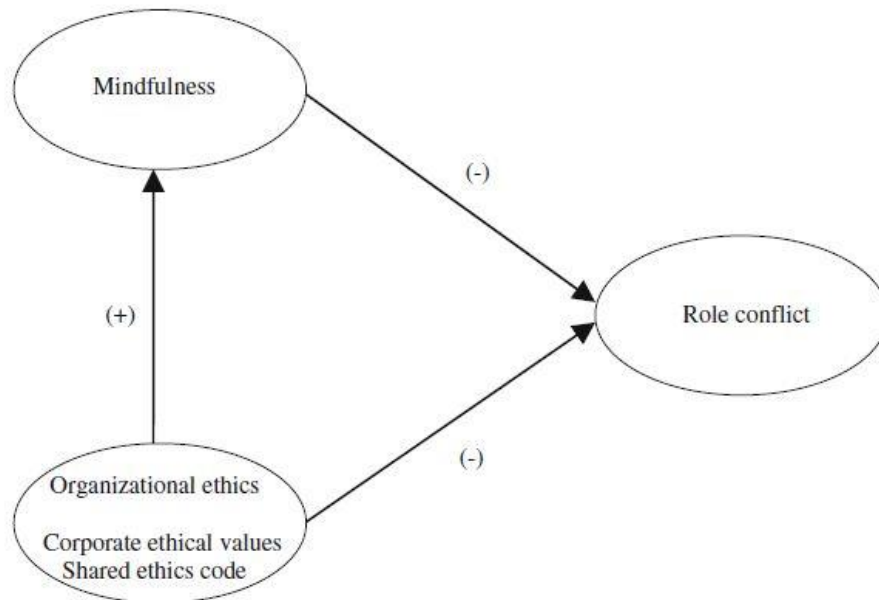 Mindfulness
(-)
(+)
Role conflict
(-)
Organizational ethics
Corporate ethical values
Shared ethics code